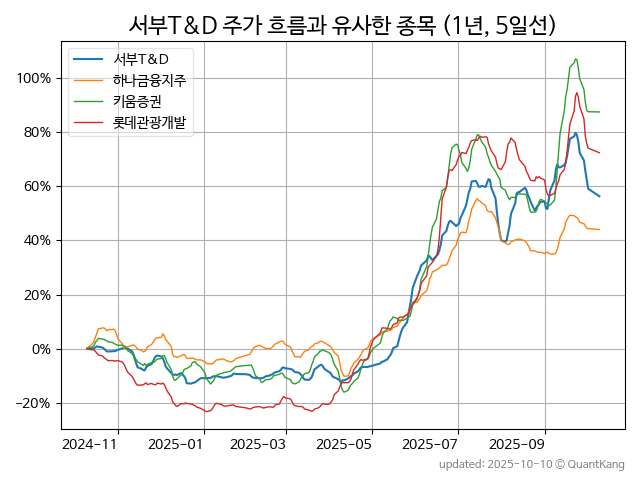 서부T&D 주가 흐름과 유사한 종목 (1년, 5일선)
서부T&D
하나금융지주
키움증권
롯데관광개발
100%
80%
60%
40%
20%
0%
−20%
2024−11
2025−01
2025−03
2025−05
2025−07
2025−09
updated: 2025-10-10 © QuantKang